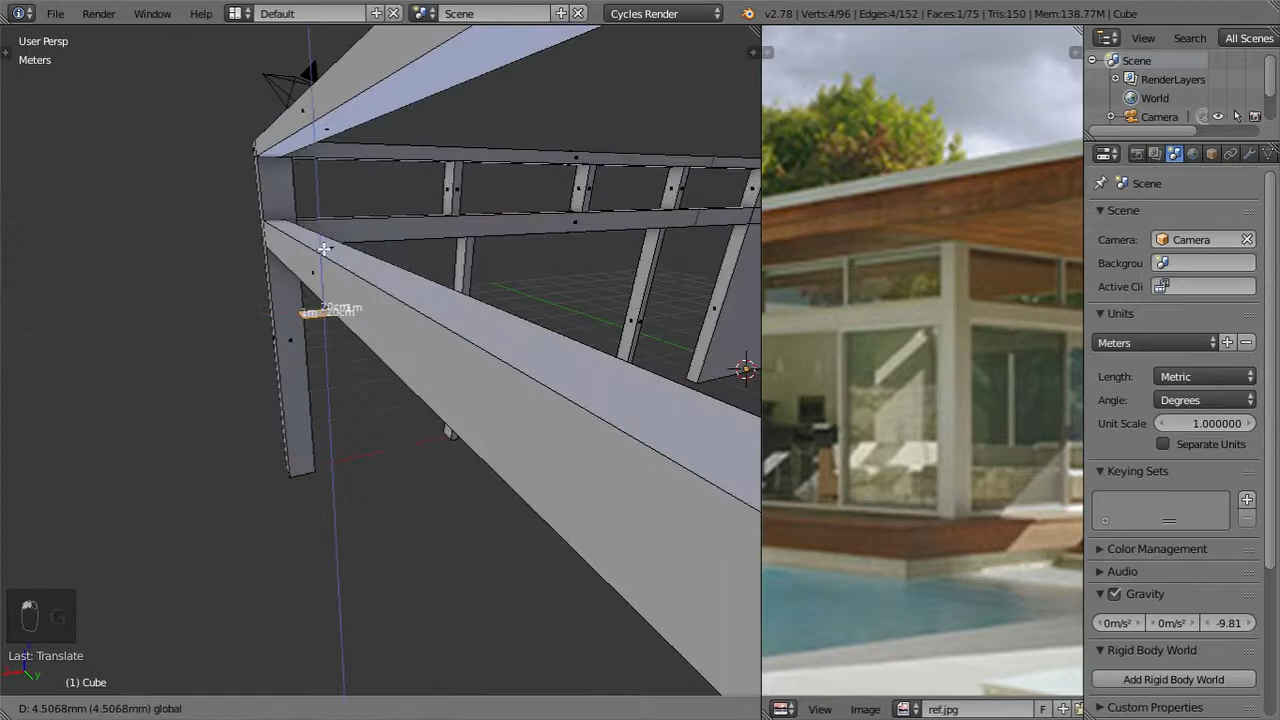 File Render Window Help Default Scene Cycles Render v2.78 | Verts:4/96 | Edges:4/152 | Faces:1/75 | Tris:150 | Mem:138.77M | Cube
User Persp
Meters
1m 20cm
G
Last: Translate
(1) Cube
z
y
D: 4.5068mm (4.5068mm) global
View Image ref.jpg F
View Search All Scenes
Scene
RenderLayers
World
Camera
Scene
Scene
Camera: Camera
Backgrou
Active Cli
Units
Meters
Length: Metric
Angle: Degrees
Unit Scale 1.000000
Separate Units
Keying Sets
Color Management
Audio
Gravity
0m/s² 0m/s² -9.81
Rigid Body World
Add Rigid Body World
Custom Properties